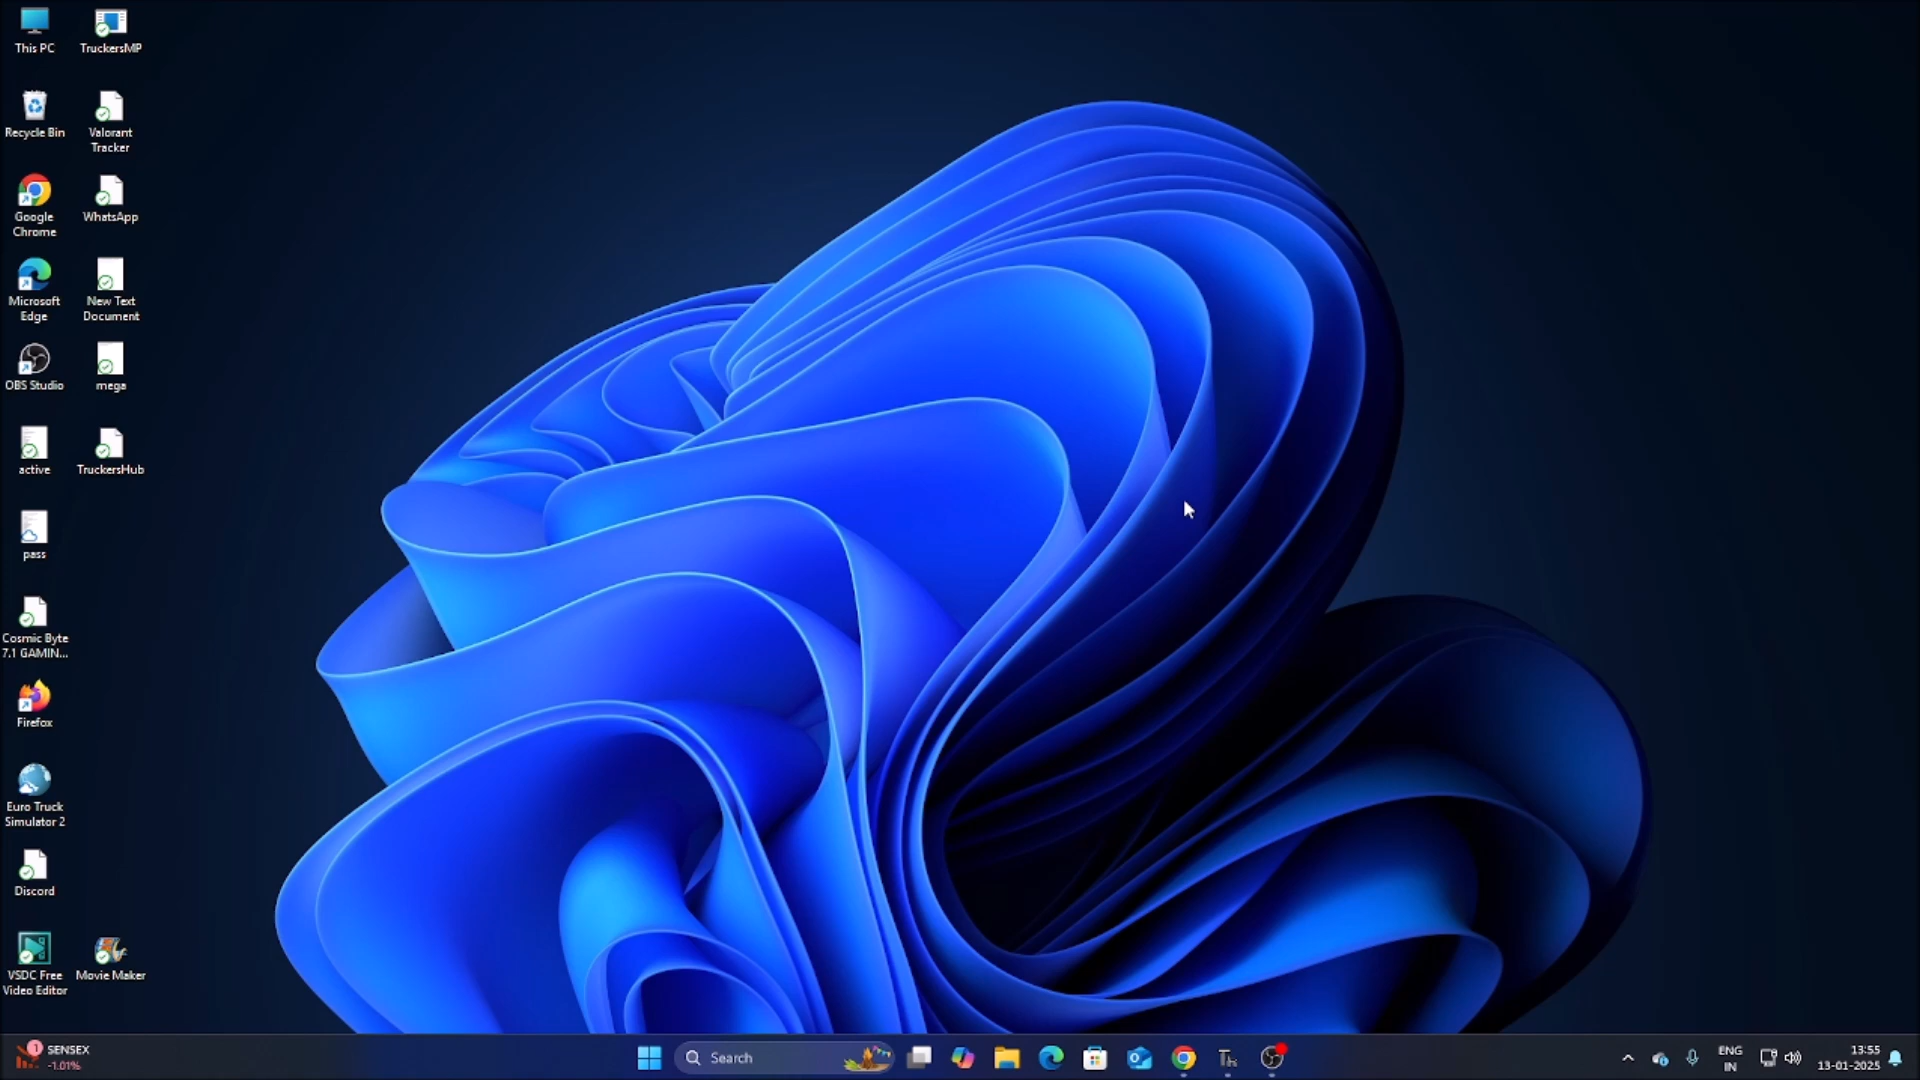 This PC
TruckersMP
Recycle Bin
Valorant
Tracker
Google
Chrome
WhatsApp
Microsoft
Edge
New Text
Document
OBS Studio
mega
active
TruckersHub
pass
Cosmic Byte
7.1 GAMIN...
Firefox
Euro Truck
Simulator 2
Discord
VSDC Free
Video Editor
Movie Maker
1
SENSEX
-1.01%
Search
Th
ENG
IN
13:55
13-01-2025